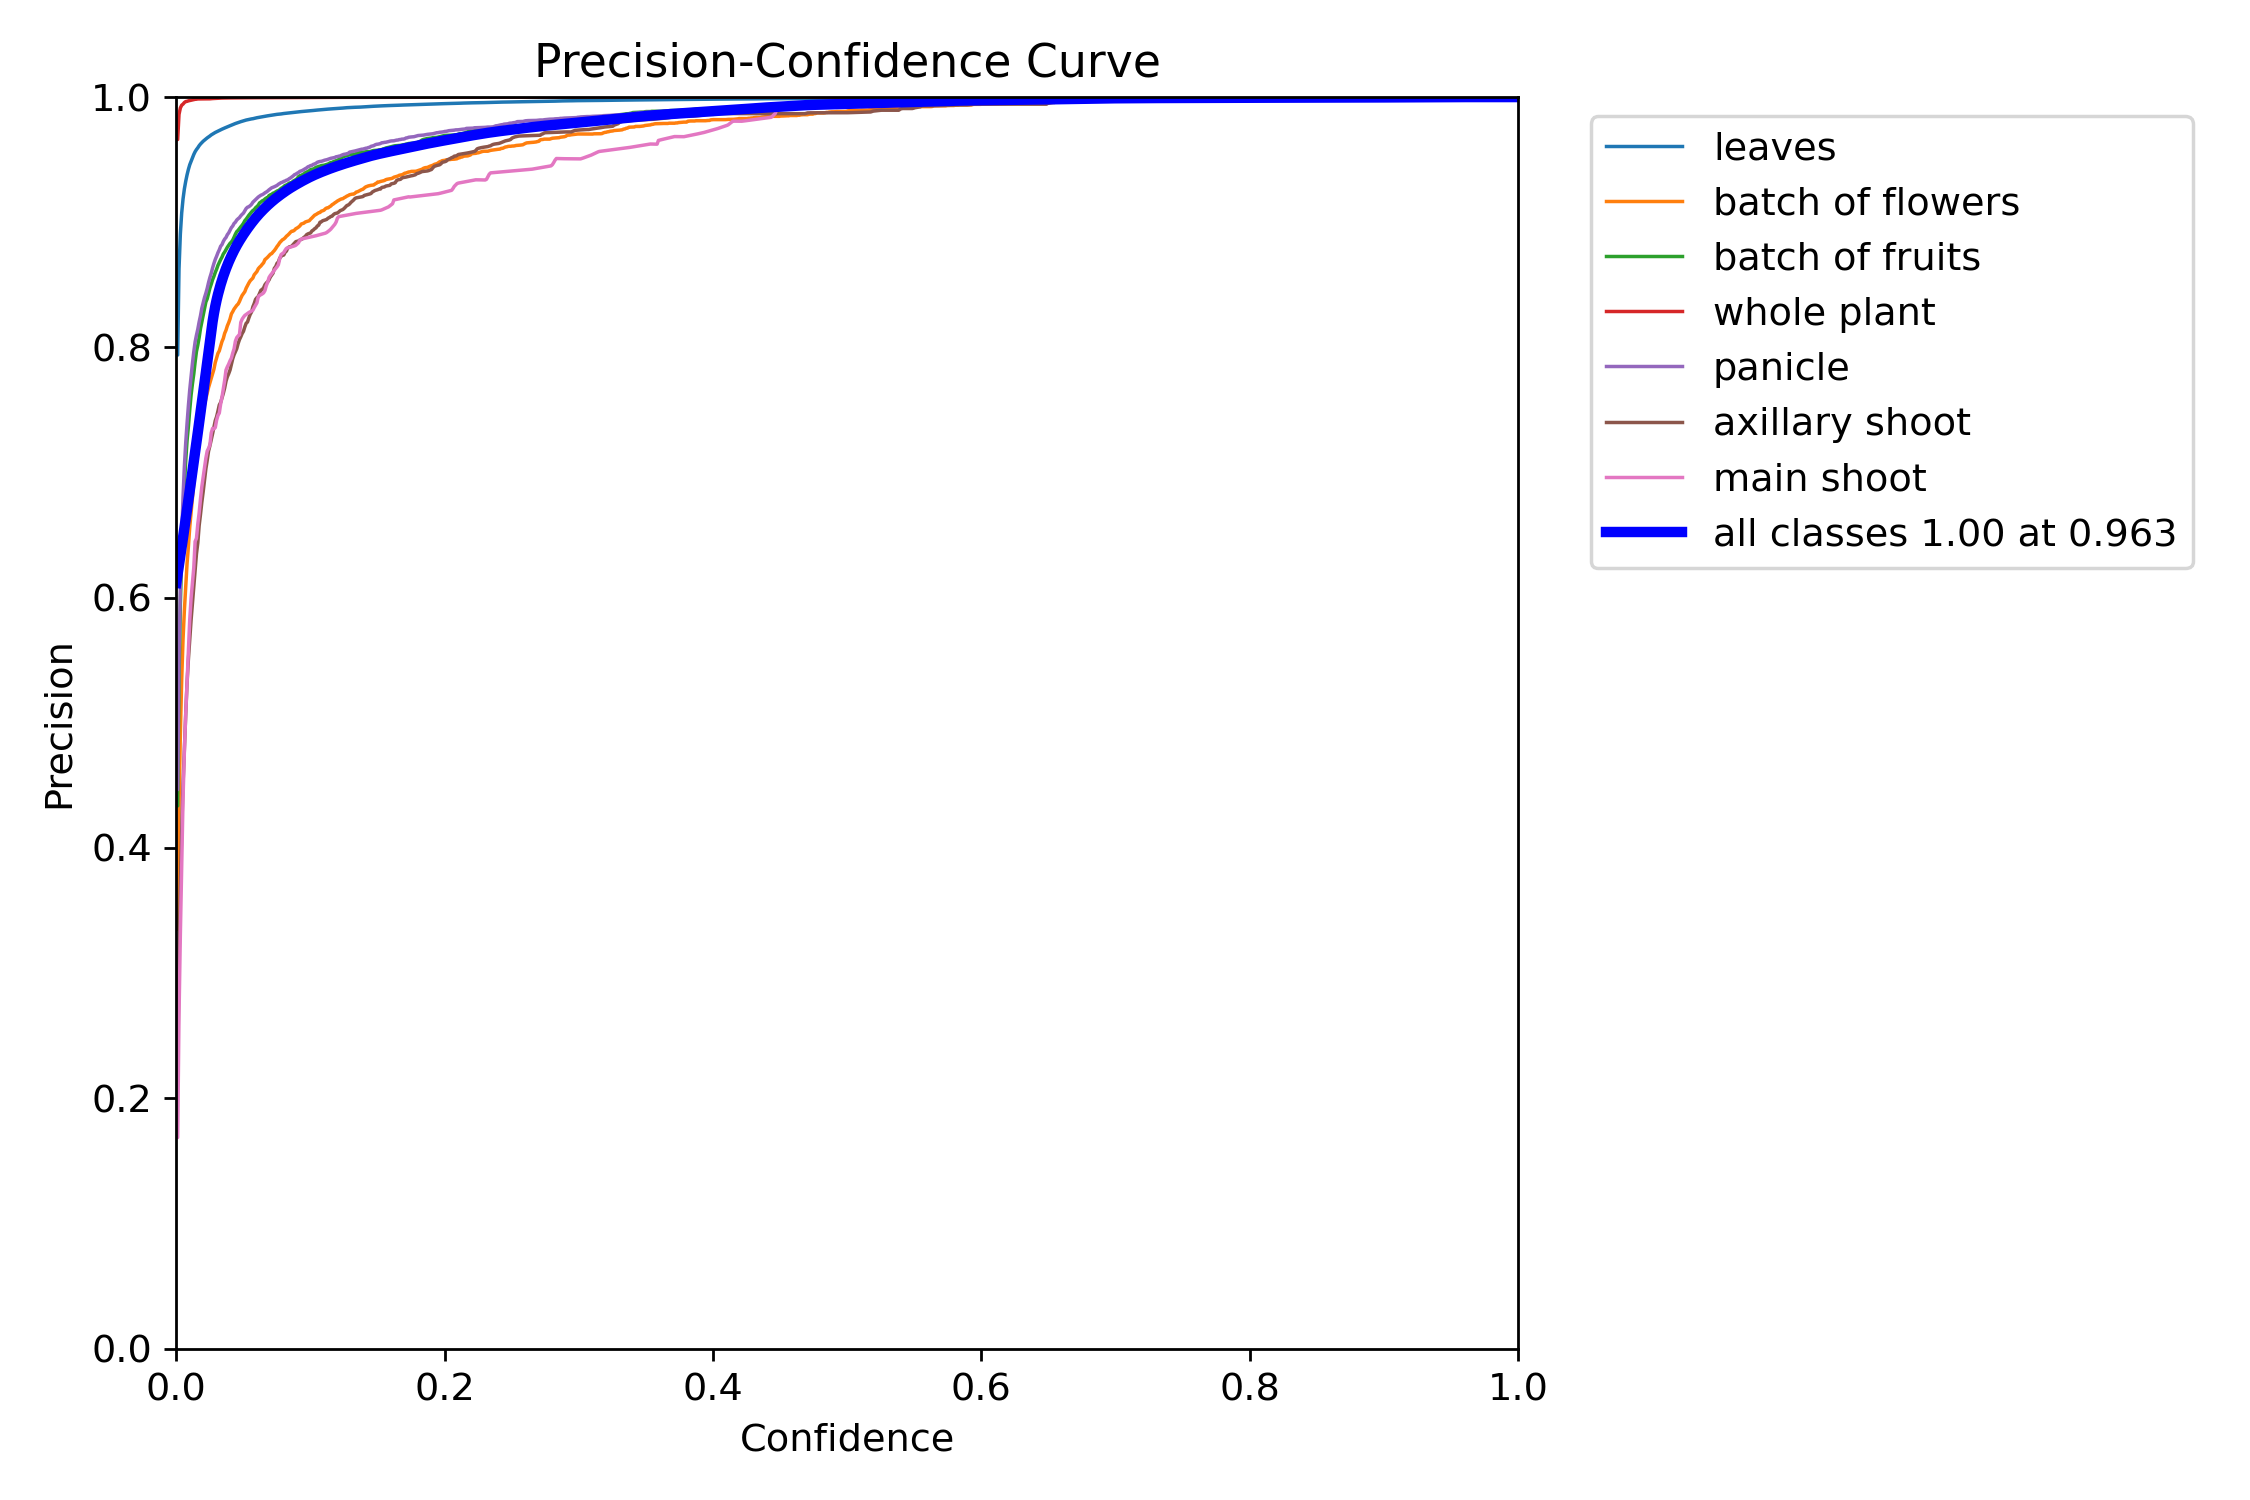 Precision-Confidence Curve
1.0
0.8
0.6
0.4
0.2
0.0
Precision
0.0 0.2 0.4 0.6 0.8 1.0
Confidence
leaves
batch of flowers
batch of fruits
whole plant
panicle
axillary shoot
main shoot
all classes 1.00 at 0.963